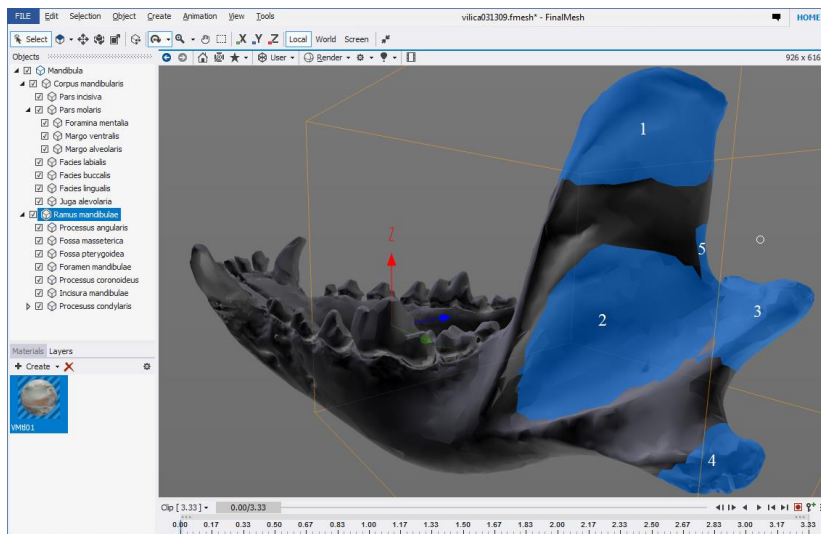 FILE Edit Selection Object Create Animation View Tools vilica031309.fmesh* - FinalMesh HOME
Select X Y Z Local World Screen
Objects User Render 926 x 616
Mandibula
Corpus mandibularis
Pars incisiva
Pars molaris
Foramina mentalia
Margo ventralis
Margo alveolaris
Facies labialis
Facies buccalis
Facies lingualis
Juga alevolaria
Ramus mandibulae
Processus angularis
Fossa masseterica
Fossa pterygoidea
Foramen mandibulae
Processus coronoideus
Incisura mandibulae
Procesuss condylaris
1
Z
5
2
3
4
Materials Layers
Create
VMtl01
Clip [ 3.33 ] 0.00/3.33
0.00 0.17 0.33 0.50 0.67 0.83 1.00 1.17 1.33 1.50 1.67 1.83 2.00 2.17 2.33 2.50 2.67 2.83 3.00 3.17 3.33